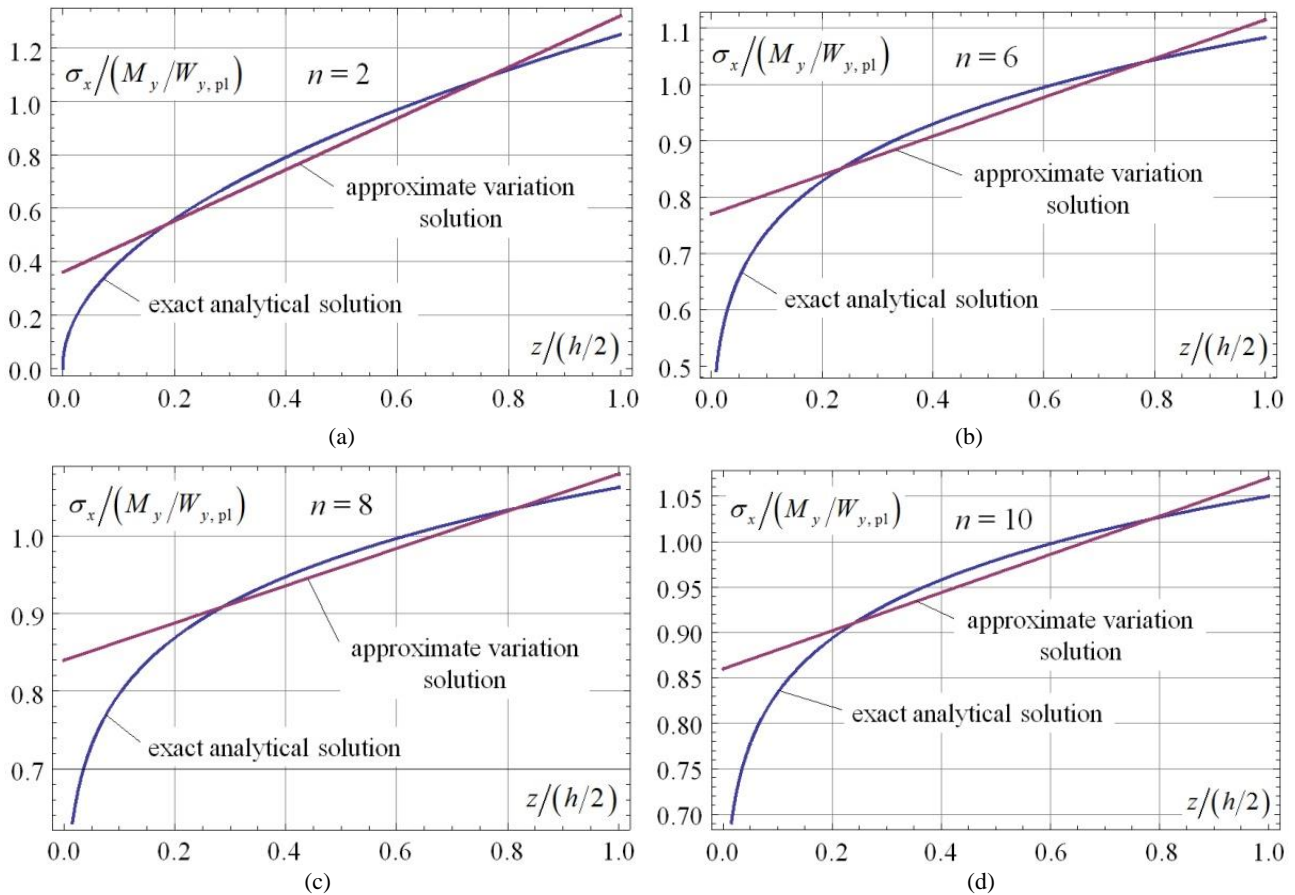 1.2
1.0
0.8
0.6
0.4
0.2
0.0
σx/(My/Wy, pl)
n = 2
approximate variation
solution
exact analytical solution
z/(h/2)
0.0 0.2 0.4 0.6 0.8 1.0
(a)
1.1
1.0
0.9
0.8
0.7
0.6
0.5
σx/(My/Wy, pl)
n = 6
approximate variation
solution
exact analytical solution
z/(h/2)
0.0 0.2 0.4 0.6 0.8 1.0
(b)
1.0
0.9
0.8
0.7
σx/(My/Wy, pl)
n = 8
approximate variation
solution
exact analytical solution
z/(h/2)
0.0 0.2 0.4 0.6 0.8 1.0
(c)
1.05
1.00
0.95
0.90
0.85
0.80
0.75
0.70
σx/(My/Wy, pl)
n = 10
approximate variation
solution
exact analytical solution
z/(h/2)
0.0 0.2 0.4 0.6 0.8 1.0
(d)